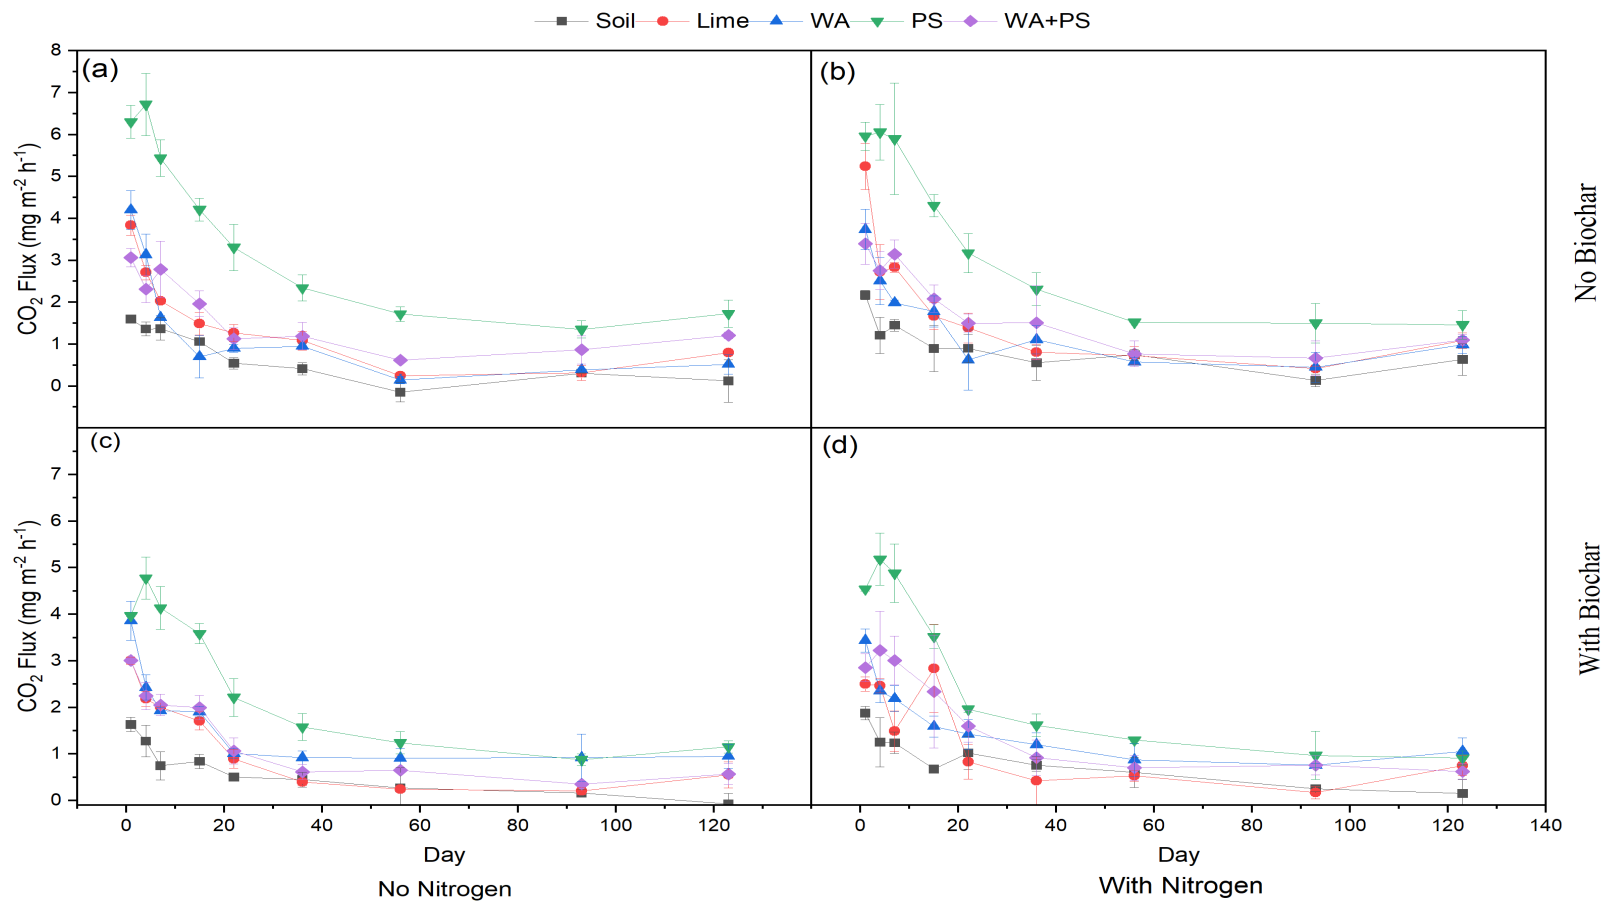 Soil Lime WA PS WA+PS
(a)
(b)
8
7
6
5
4
3
2
1
0
CO2 Flux (mg m-2 h-1)
No Biochar
(c)
(d)
7
6
5
4
3
2
1
0
CO2 Flux (mg m-2 h-1)
With Biochar
0 20 40 60 80 100 120
0 20 40 60 80 100 120 140
Day
Day
No Nitrogen
With Nitrogen